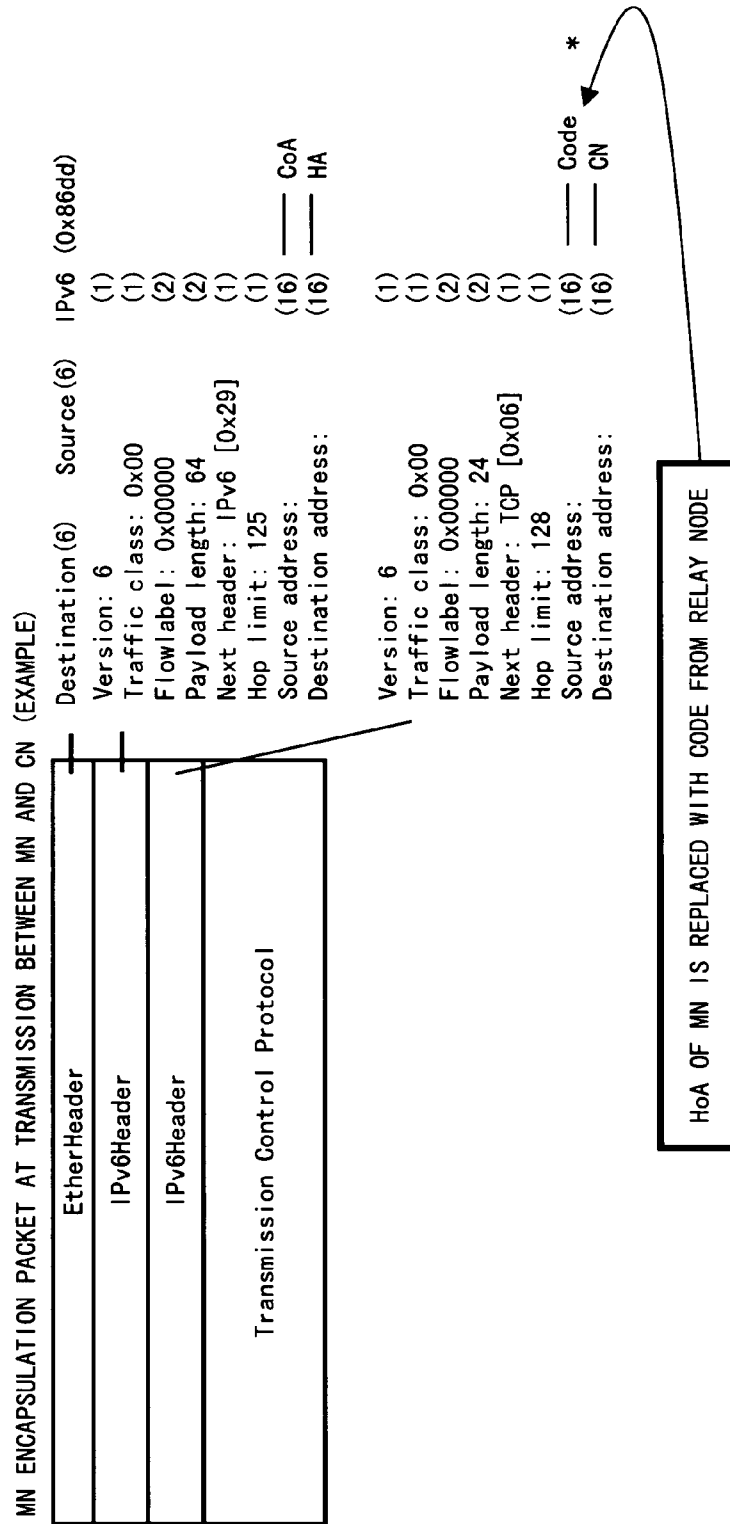 MN ENCAPSULATION PACKET AT TRANSMISSION BETWEEN MN AND CN (EXAMPLE)
EtherHeader
IPv6Header
IPv6Header
Transmission Control Protocol
Destination(6) Source(6) IPv6 (0x86dd)
Version: 6 (1)
Traffic class: 0x00 (1)
Flowlabel: 0x00000 (2)
Payload length: 64 (2)
Next header: IPv6 [0x29] (1)
Hop limit: 125 (1)
Source address: (16) CoA
Destination address: (16) HA
Version: 6 (1)
Traffic class: 0x00 (1)
Flowlabel: 0x00000 (2)
Payload length: 24 (2)
Next header: TCP [0x06] (1)
Hop limit: 128 (1)
Source address: (16) Code *
Destination address: (16) CN
HoA OF MN IS REPLACED WITH CODE FROM RELAY NODE